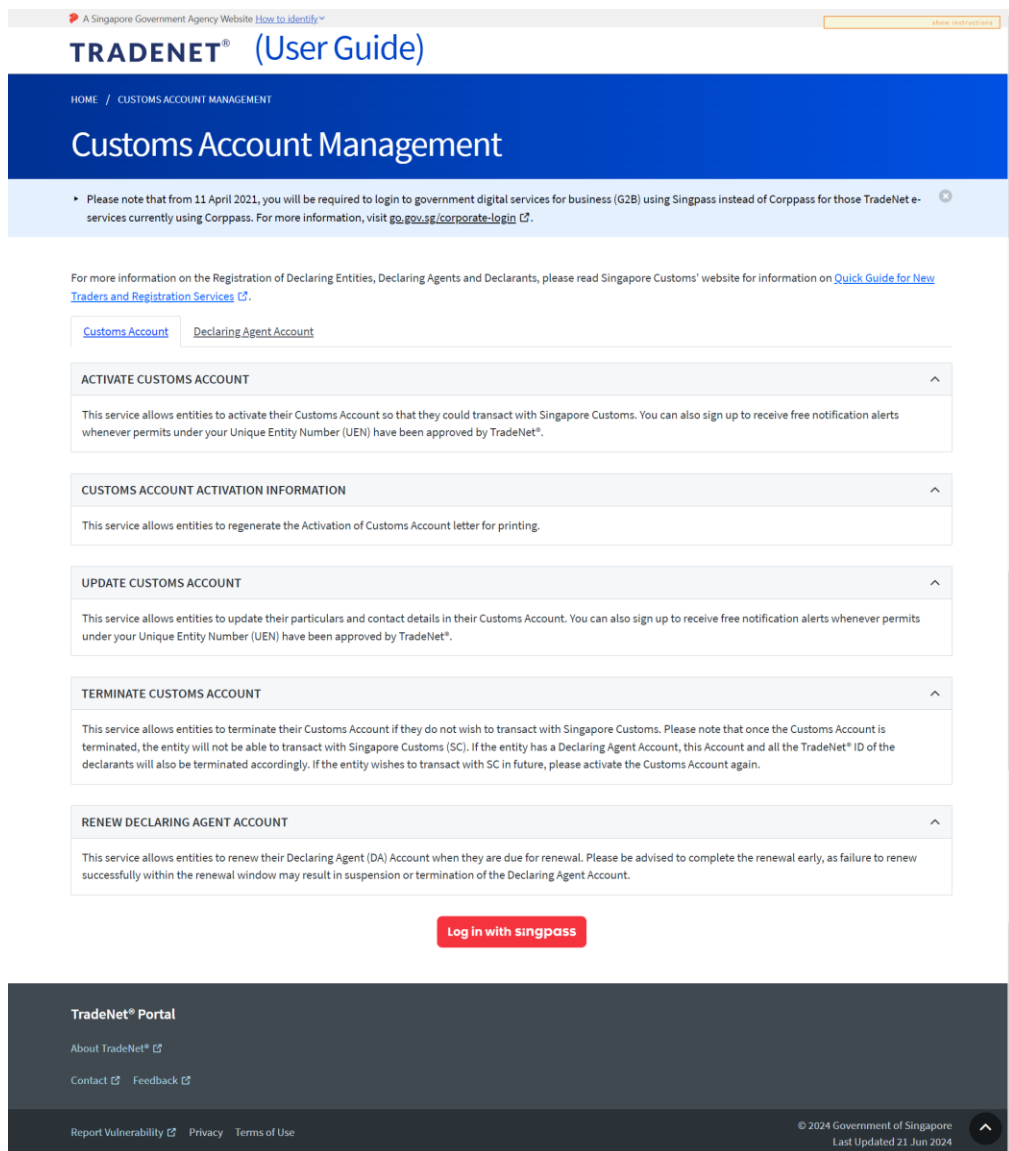 A Singapore Government Agency Website How to identify
show instructions
TRADENET® (User Guide)
HOME / CUSTOMS ACCOUNT MANAGEMENT
Customs Account Management
Please note that from 11 April 2021, you will be required to login to government digital services for business (G2B) using Singpass instead of Corppass for those TradeNet e-
services currently using Corppass. For more information, visit go.gov.sg/corporate-login.
For more information on the Registration of Declaring Entities, Declaring Agents and Declarants, please read Singapore Customs' website for information on Quick Guide for New
Traders and Registration Services.
Customs Account Declaring Agent Account
ACTIVATE CUSTOMS ACCOUNT
This service allows entities to activate their Customs Account so that they could transact with Singapore Customs. You can also sign up to receive free notification alerts
whenever permits under your Unique Entity Number (UEN) have been approved by TradeNet®.
CUSTOMS ACCOUNT ACTIVATION INFORMATION
This service allows entities to regenerate the Activation of Customs Account letter for printing.
UPDATE CUSTOMS ACCOUNT
This service allows entities to update their particulars and contact details in their Customs Account. You can also sign up to receive free notification alerts whenever permits
under your Unique Entity Number (UEN) have been approved by TradeNet®.
TERMINATE CUSTOMS ACCOUNT
This service allows entities to terminate their Customs Account if they do not wish to transact with Singapore Customs. Please note that once the Customs Account is
terminated, the entity will not be able to transact with Singapore Customs (SC). If the entity has a Declaring Agent Account, this Account and all the TradeNet® ID of the
declarants will also be terminated accordingly. If the entity wishes to transact with SC in future, please activate the Customs Account again.
RENEW DECLARING AGENT ACCOUNT
This service allows entities to renew their Declaring Agent (DA) Account when they are due for renewal. Please be advised to complete the renewal early, as failure to renew
successfully within the renewal window may result in suspension or termination of the Declaring Agent Account.
Log in with singpass
TradeNet® Portal
About TradeNet®
Contact Feedback
Report Vulnerability Privacy Terms of Use
© 2024 Government of Singapore
Last Updated 21 Jun 2024